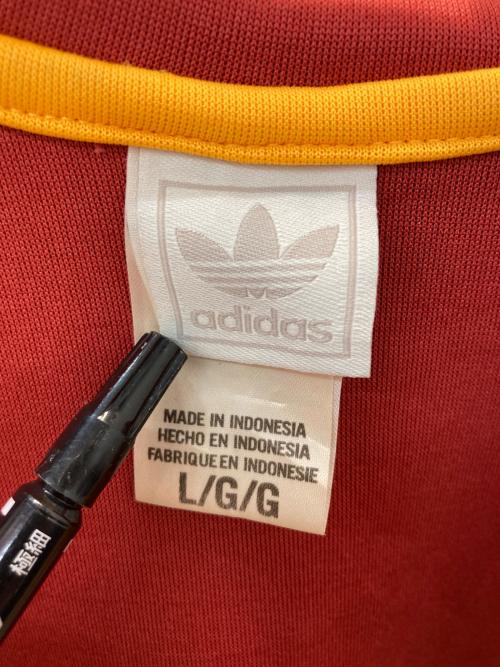 adidas
MADE IN INDONESIA
HECHO EN INDONESIA
FABRIQUE EN INDONESIE
L/G/G
極細